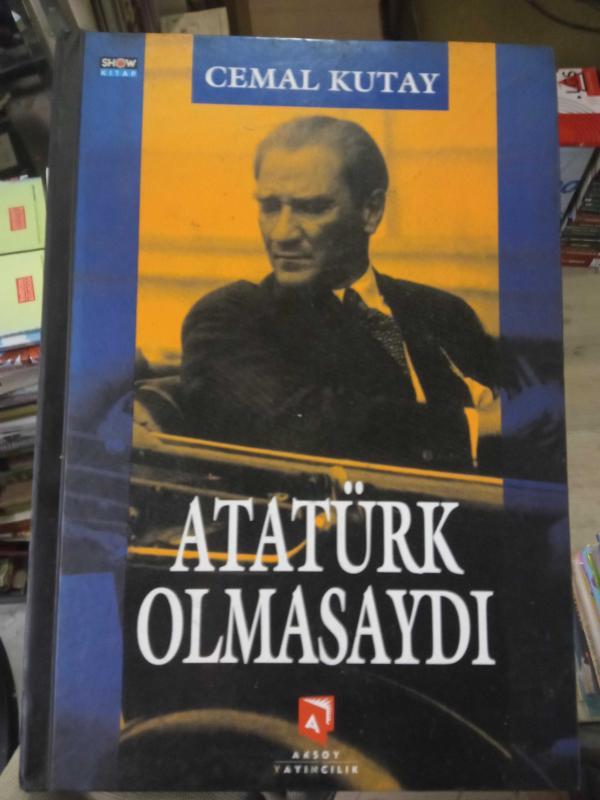 SHOW
KİTAP
CEMAL KUTAY
ATATÜRK
OLMASAYDI
A
AKSOY
YAYINCILIK